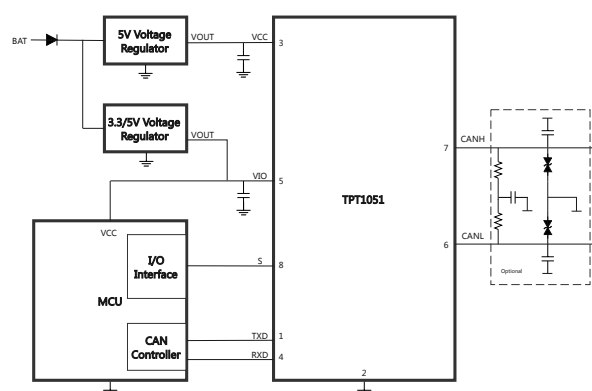 BAT
5V Voltage
Regulator
VOUT
VCC
3
3.3/5V Voltage
Regulator
VOUT
VIO
5
TPT1051
7
CANH
6
CANL
Optional
VCC
I/O
Interface
S
8
MCU
CAN
Controller
TXD
1
RXD
4
2